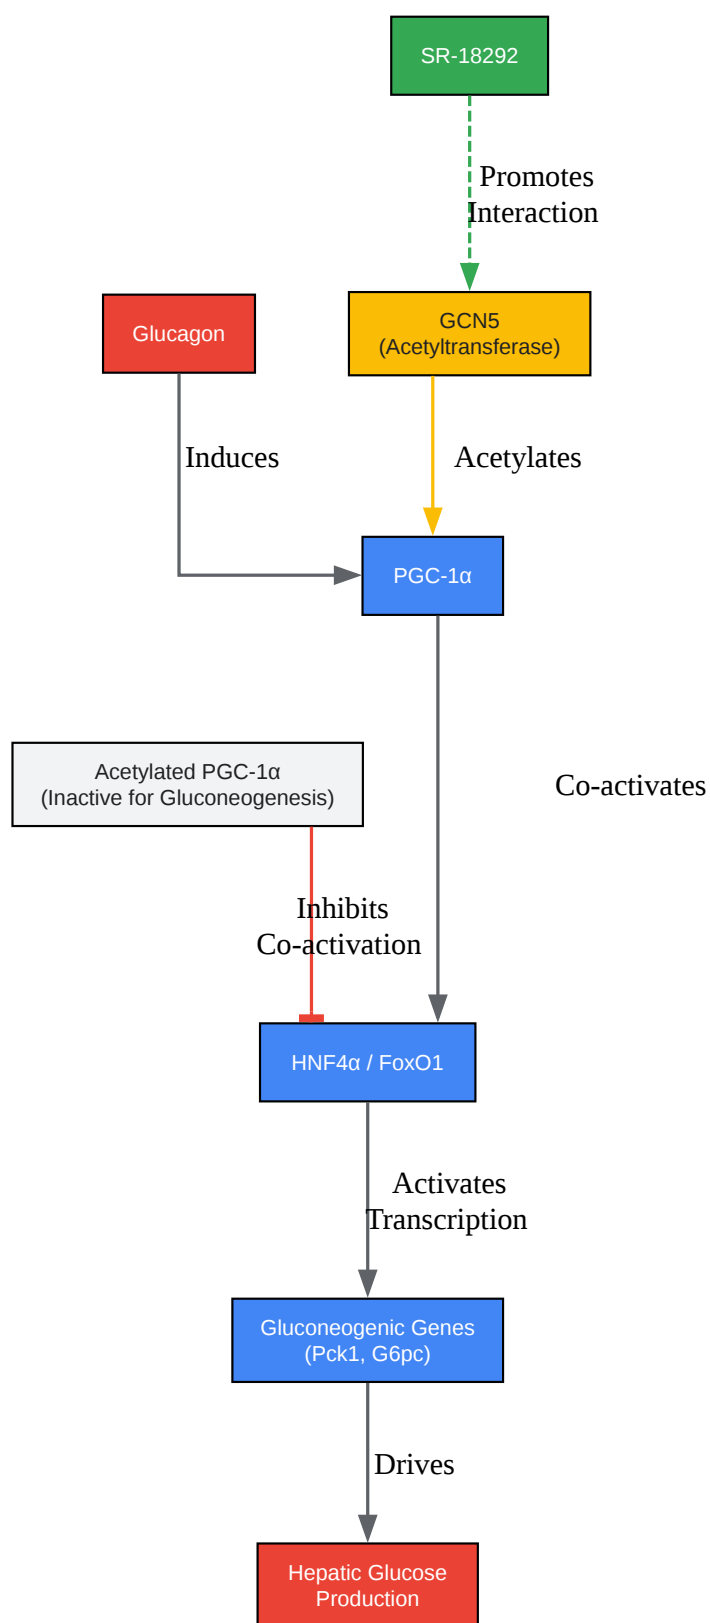 SR-18292
Promotes
Interaction
Glucagon
GCN5
(Acetyltransferase)
Induces
Acetylates
PGC-1α
Acetylated PGC-1α
(Inactive for Gluconeogenesis)
Co-activates
Inhibits
Co-activation
HNF4α / FoxO1
Activates
Transcription
Gluconeogenic Genes
(Pck1, G6pc)
Drives
Hepatic Glucose
Production